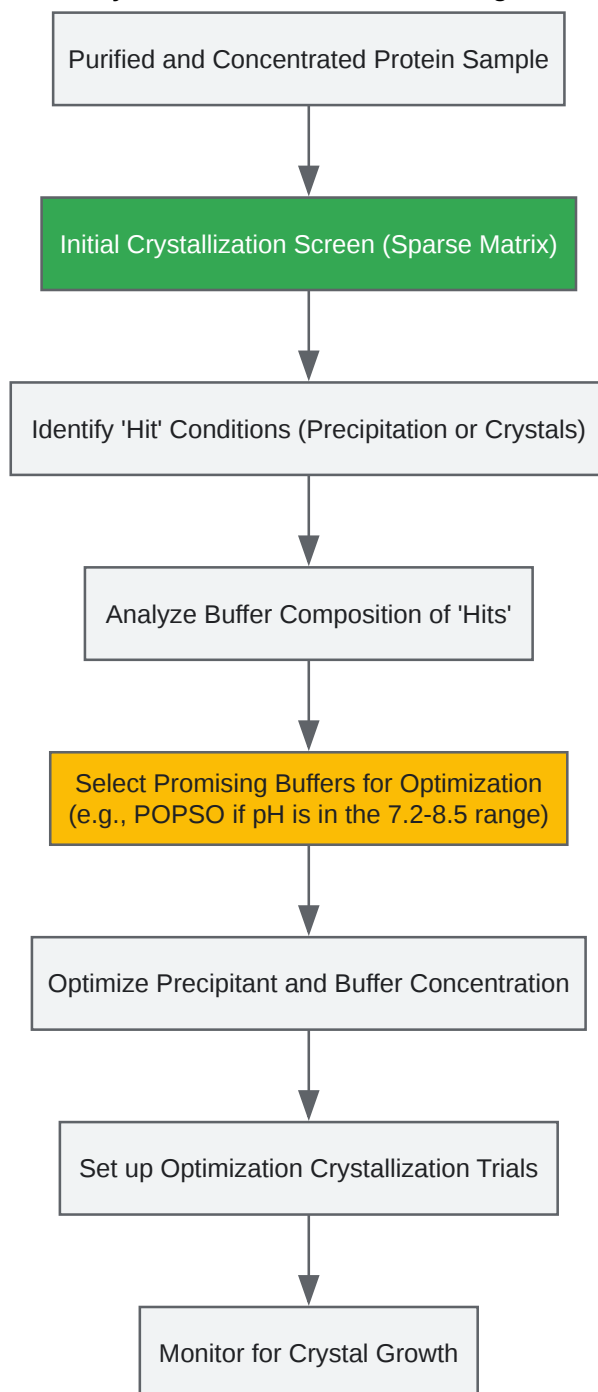 Purified and Concentrated Protein Sample
Initial Crystallization Screen (Sparse Matrix)
Identify 'Hit' Conditions (Precipitation or Crystals)
Analyze Buffer Composition of 'Hits'
Select Promising Buffers for Optimization
(e.g., POPSO if pH is in the 7.2-8.5 range)
Optimize Precipitant and Buffer Concentration
Set up Optimization Crystallization Trials
Monitor for Crystal Growth